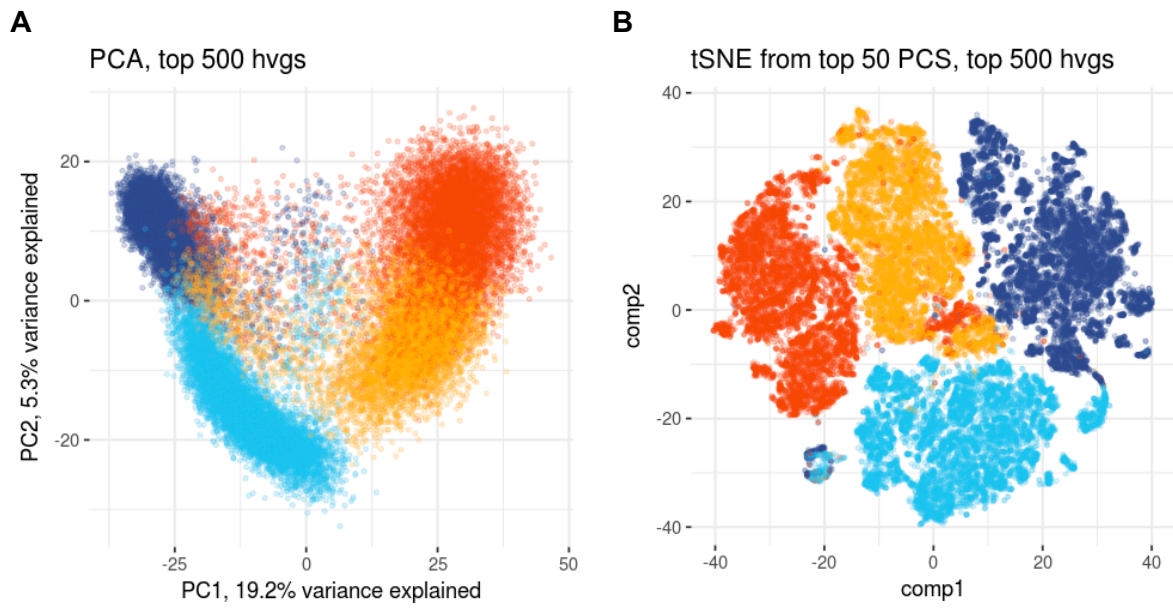 A
PCA, top 500 hvgs
20
0
-20
PC2, 5.3% variance explained
-25
0
25
50
PC1, 19.2% variance explained
B
tSNE from top 50 PCS, top 500 hvgs
40
20
0
-20
-40
comp2
-40
-20
0
20
40
comp1